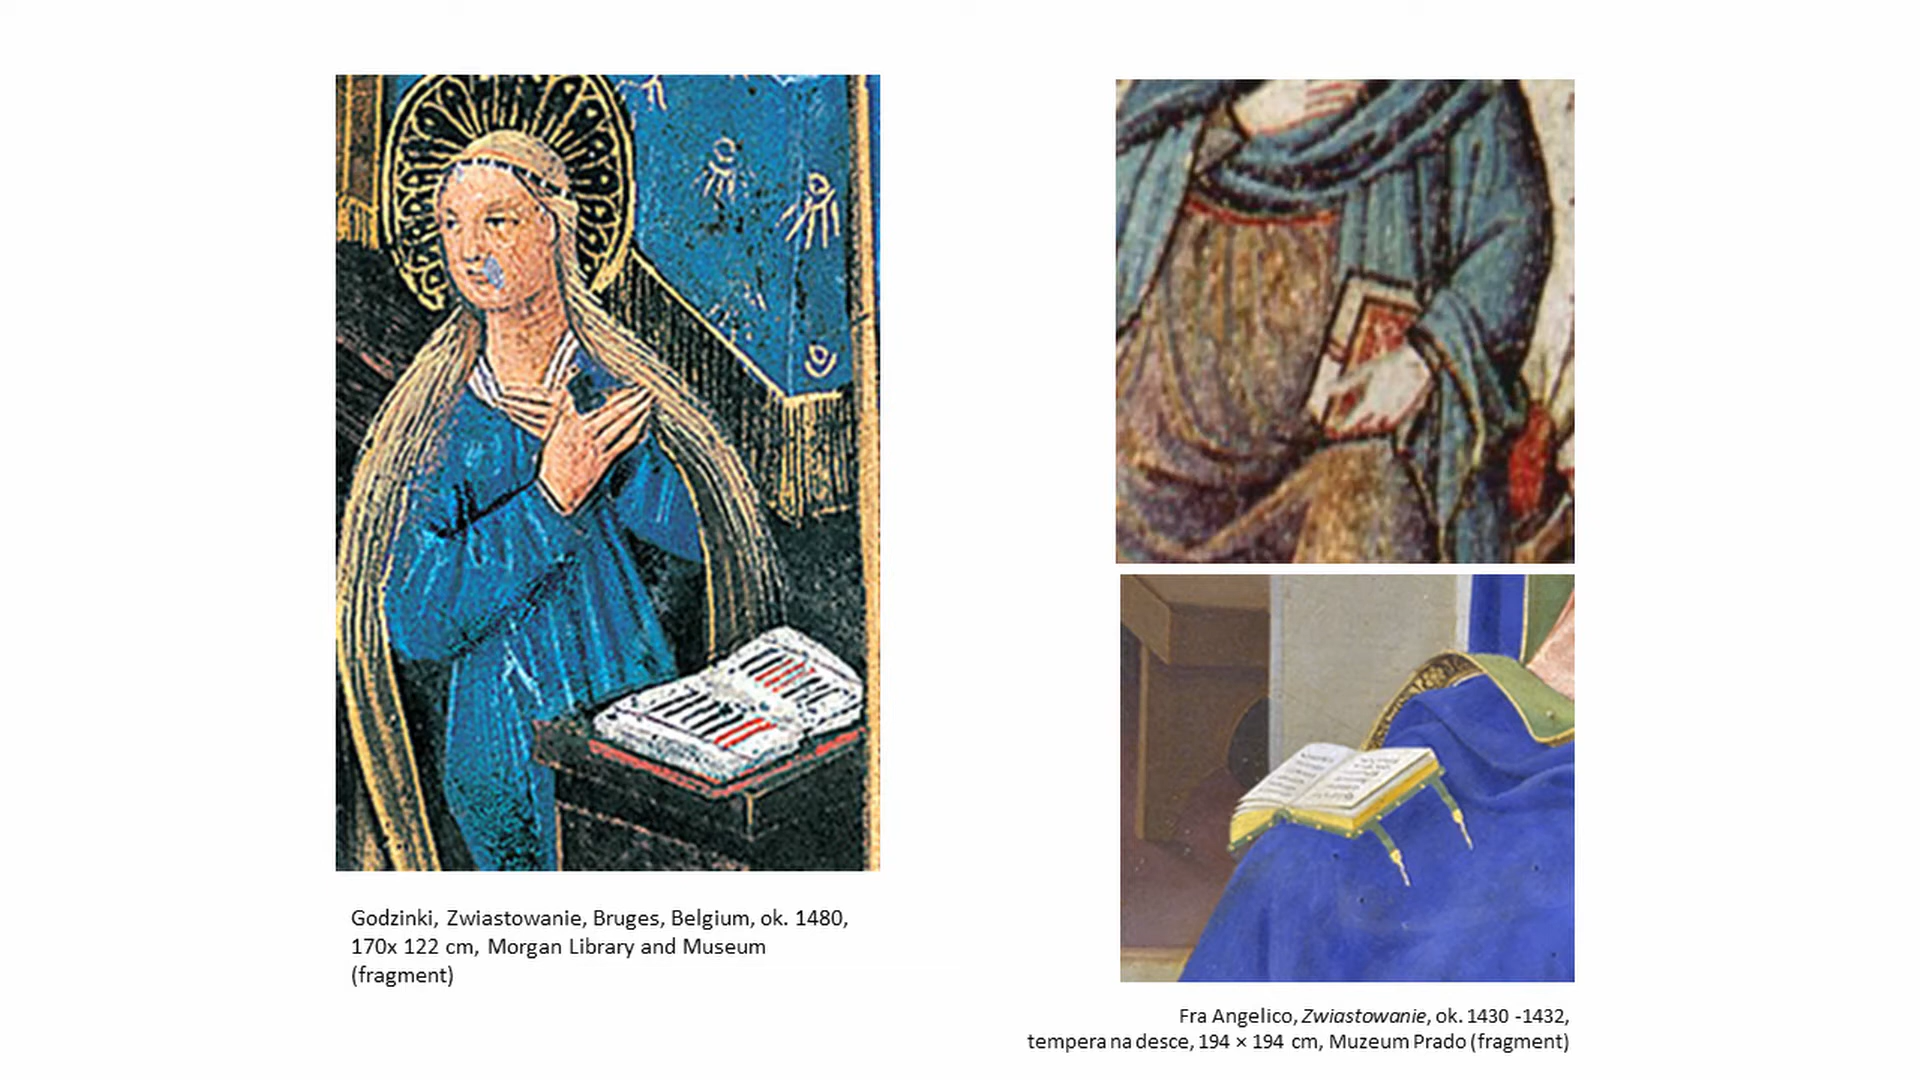 Godzinki, Zwiastowanie, Bruges, Belgium, ok. 1480,
170x 122 cm, Morgan Library and Museum
(fragment)
Fra Angelico, Zwiastowanie, ok. 1430 -1432,
tempera na desce, 194 × 194 cm, Muzeum Prado (fragment)